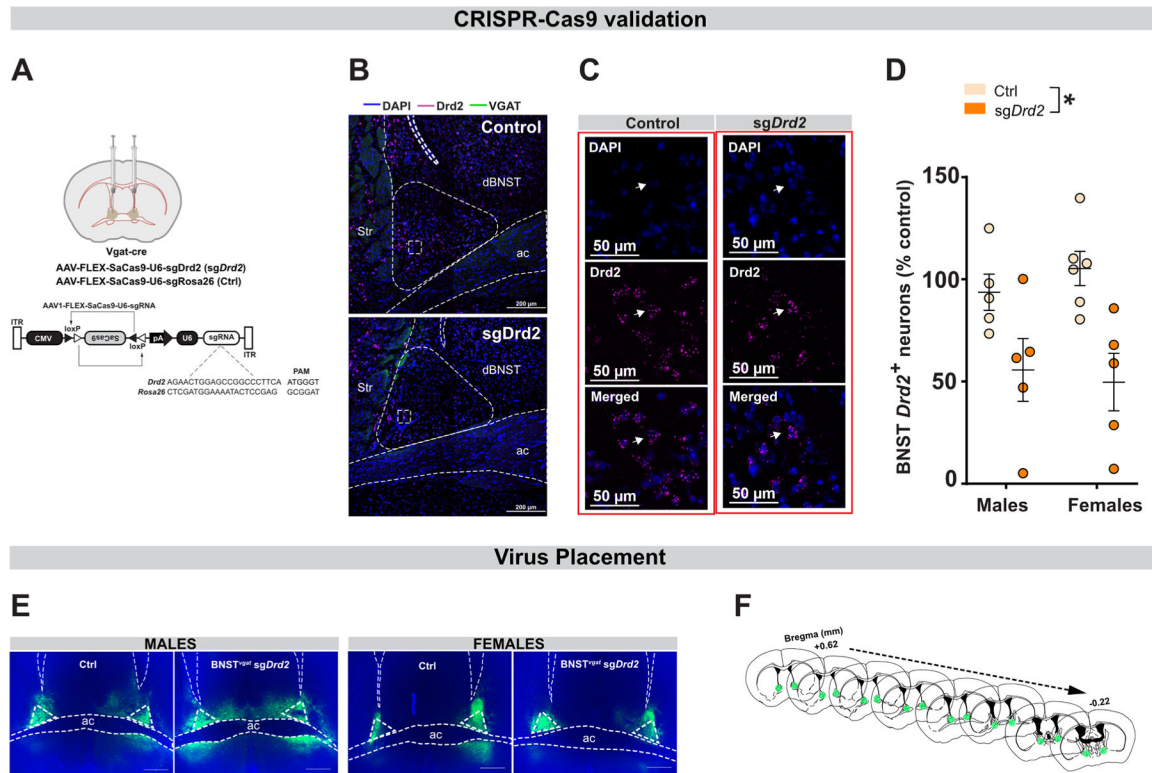 CRISPR-Cas9 validation
A
Vgat-cre
AAV-FLEX-SaCas9-U6-sgDrd2 (sgDrd2)
AAV-FLEX-SaCas9-U6-sgRosa26 (Ctrl)
AAV1-FLEX-SaCas9-U6-sgRNA
ITR
loxP
CMV
SaCas9
pA
U6
sgRNA
loxP
ITR
PAM
Drd2 AGAACTGGAGCCGGCCCTTCA ATGGGT
Rosa26 CTCGATGGAAAATACTCCGAG GCGGAT
B
DAPI Drd2 VGAT
Control
dBNST
Str
ac
200 µm
sgDrd2
dBNST
Str
ac
200 µm
C
Control sgDrd2
DAPI DAPI
50 µm 50 µm
Drd2 Drd2
50 µm 50 µm
Merged Merged
50 µm 50 µm
D
Ctrl
sgDrd2
*
BNST Drd2+ neurons (% control)
150
100
50
0
Males Females
Virus Placement
E
MALES FEMALES
Ctrl BNSTvgat sgDrd2 Ctrl BNSTvgat sgDrd2
ac ac ac ac
F
Bregma (mm)
+0.62
-0.22